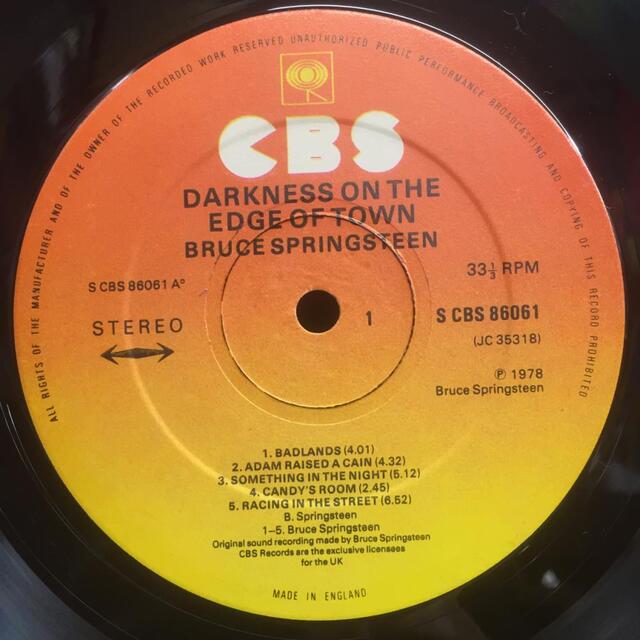 ALL RIGHTS OF THE MANUFACTURER AND OF THE OWNER OF THE RECORDED WORK RESERVED UNAUTHORIZED PUBLIC PERFORMANCE BROADCASTING AND COPYING OF THIS RECORD PROHIBITED
CBS
DARKNESS ON THE
EDGE OF TOWN
BRUCE SPRINGSTEEN
S CBS 86061 A°
33⅓ RPM
STEREO
1
S CBS 86061
(JC 35318)
℗ 1978
Bruce Springsteen
1. BADLANDS (4.01)
2. ADAM RAISED A CAIN (4.32)
3. SOMETHING IN THE NIGHT (5.12)
4. CANDY'S ROOM (2.45)
5. RACING IN THE STREET (6.52)
B. Springsteen
1–5. Bruce Springsteen
Original sound recording made by Bruce Springsteen
CBS Records are the exclusive licensees
for the UK
MADE IN ENGLAND